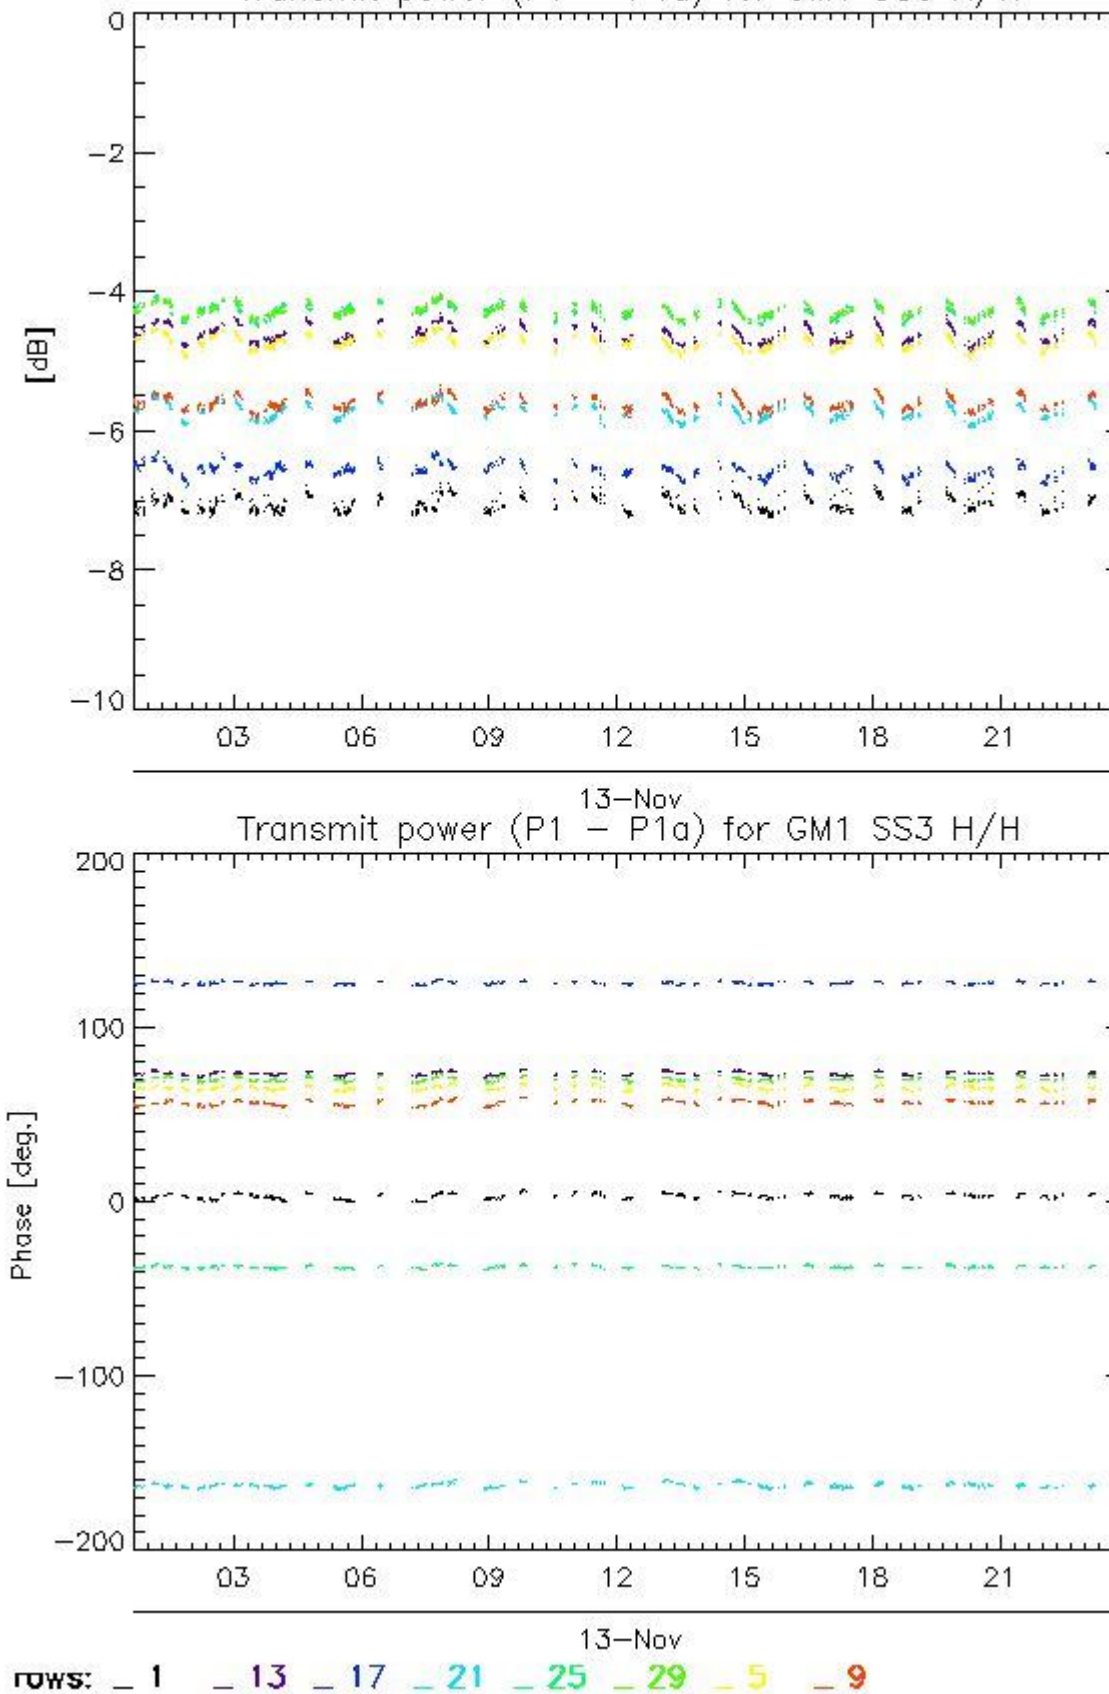 0
−2
−4
−6
−8
−10
[dB]
03 06 09 12 15 18 21
13−Nov
Transmit power (P1 − P1a) for GM1 SS3 H/H
200
100
0
−100
−200
Phase [deg.]
03 06 09 12 15 18 21
13−Nov
rows: _ 1 _ 13 _ 17 _ 21 _ 25 _ 29 _ 5 _ 9